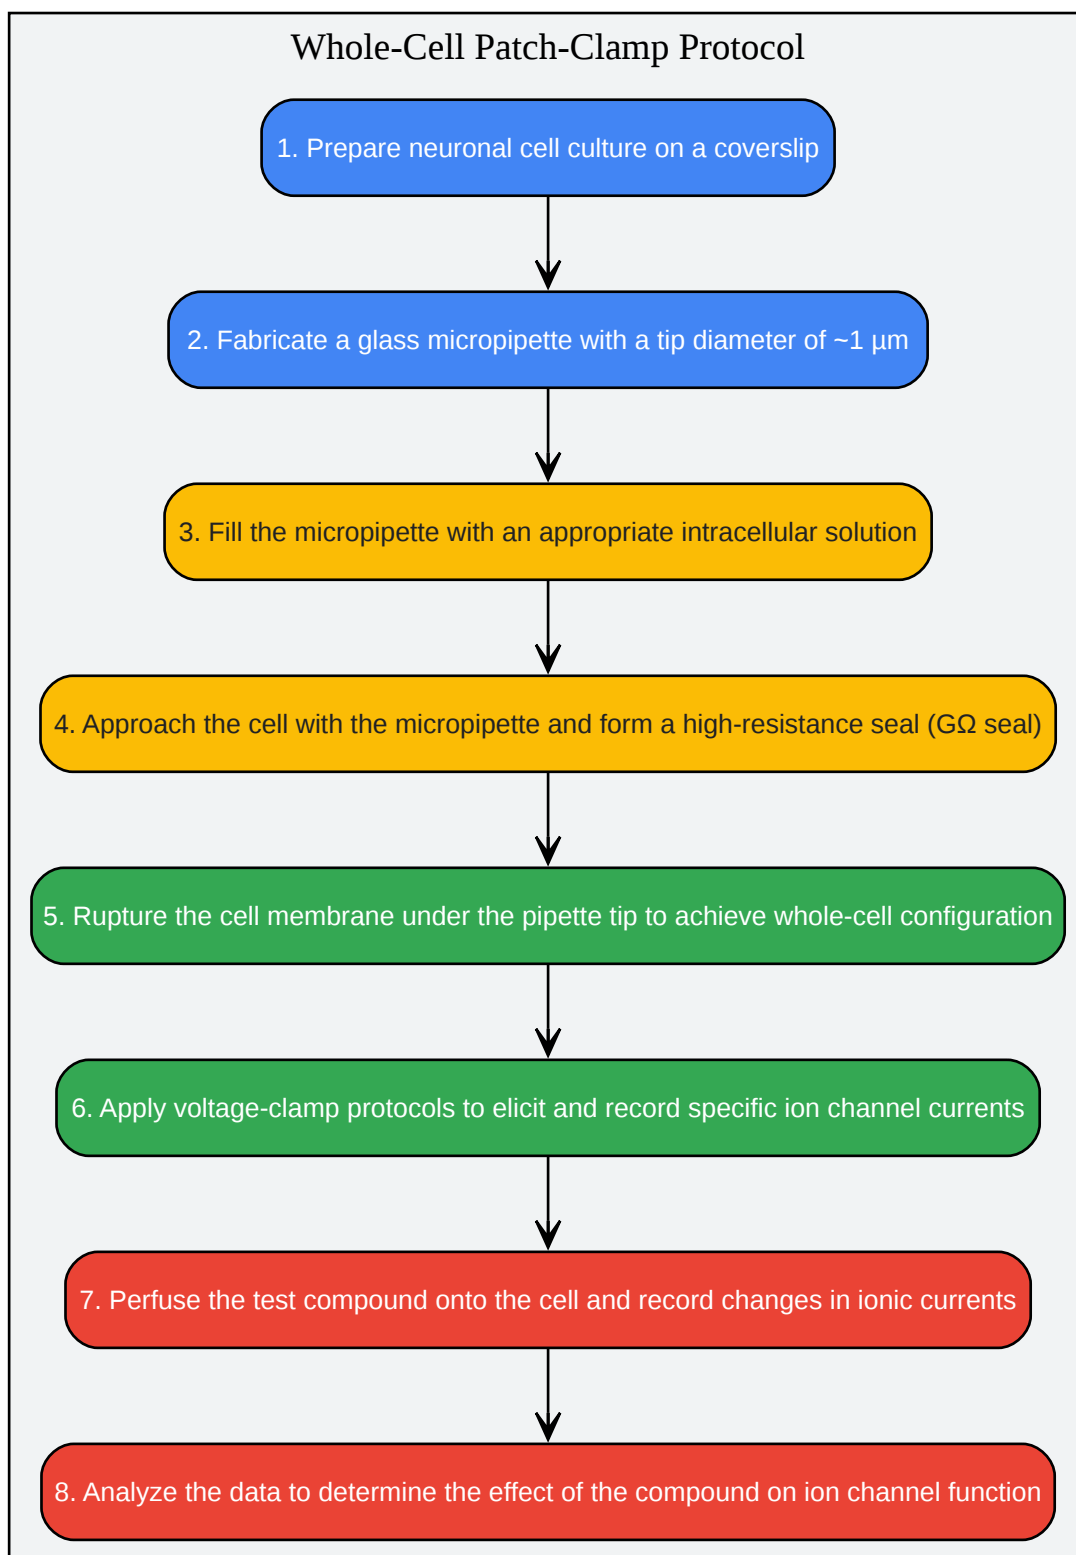 Whole-Cell Patch-Clamp Protocol
1. Prepare neuronal cell culture on a coverslip
2. Fabricate a glass micropipette with a tip diameter of ~1 µm
3. Fill the micropipette with an appropriate intracellular solution
4. Approach the cell with the micropipette and form a high-resistance seal (GΩ seal)
5. Rupture the cell membrane under the pipette tip to achieve whole-cell configuration
6. Apply voltage-clamp protocols to elicit and record specific ion channel currents
7. Perfuse the test compound onto the cell and record changes in ionic currents
8. Analyze the data to determine the effect of the compound on ion channel function